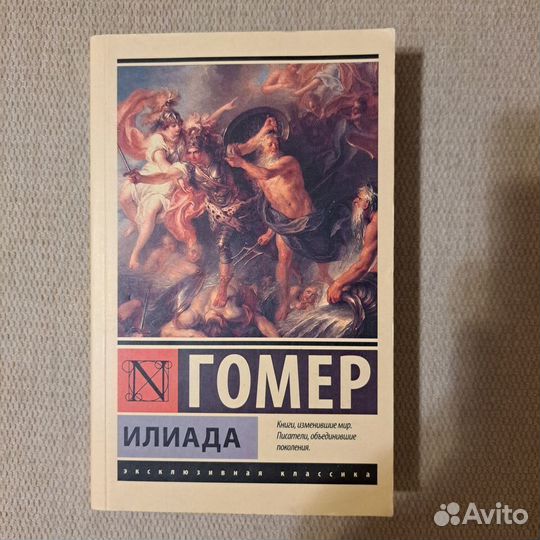 N
ГОМЕР
ИЛИАДА
Книги, изменившие мир.
Писатели, объединившие
поколения.
эксклюзивная классика
Avito